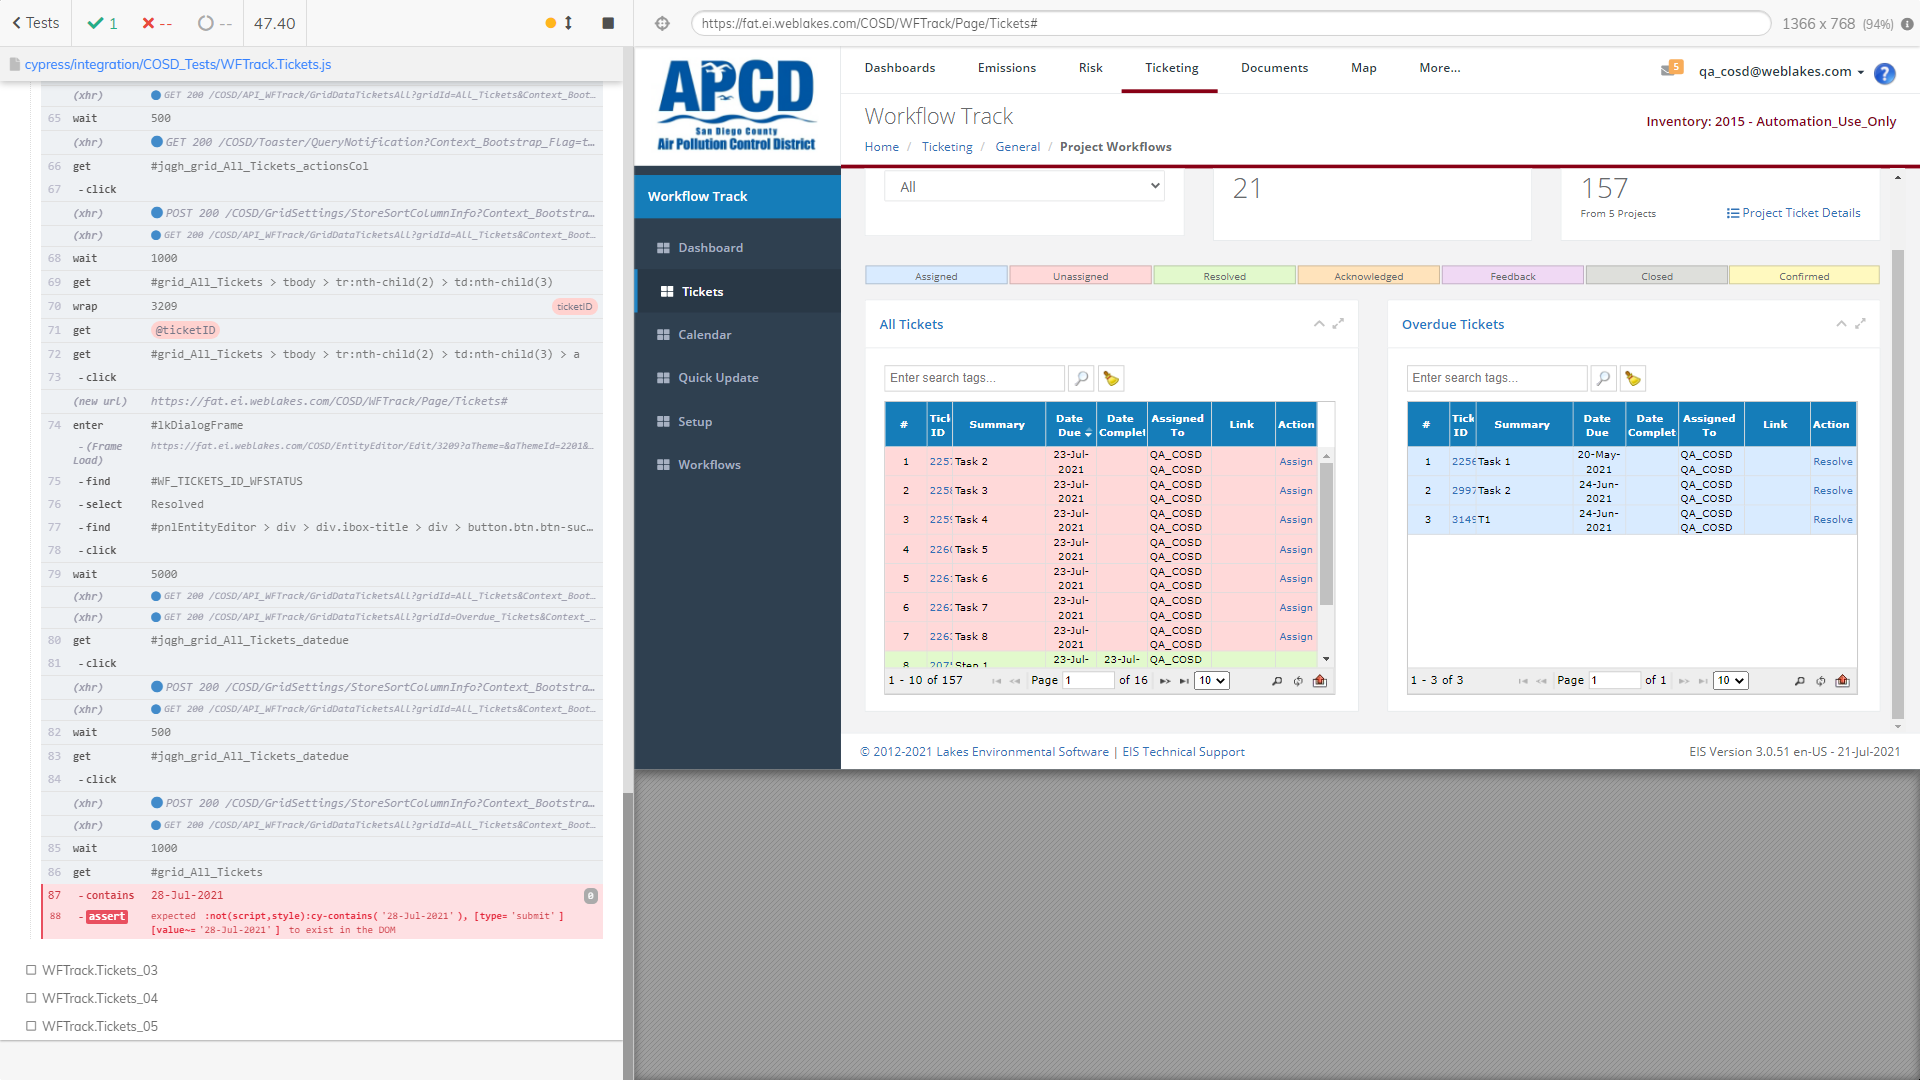 Tests
1
--
--
47.40
cypress/integration/COSD_Tests/WFTrack.Tickets.js
(xhr) GET 200 /COSD/API_WFTrack/GridDataTicketsAll?gridId=All_Tickets&Context_Boot...
65 wait 500
(xhr) GET 200 /COSD/Toaster/QueryNotification?Context_Bootstrap_Flag=t...
66 get #jqgh_grid_All_Tickets_actionsCol
67 - click
(xhr) POST 200 /COSD/GridSettings/StoreSortColumnInfo?Context_Bootstra...
(xhr) GET 200 /COSD/API_WFTrack/GridDataTicketsAll?gridId=All_Tickets&Context_Boot...
68 wait 1000
69 get #grid_All_Tickets > tbody > tr:nth-child(2) > td:nth-child(3)
70 wrap 3209 ticketID
71 get @ticketID
72 get #grid_All_Tickets > tbody > tr:nth-child(2) > td:nth-child(3) > a
73 - click
(new url) https://fat.ei.weblakes.com/COSD/WFTrack/Page/Tickets#
74 enter #lkDialogFrame
- (Frame Load) https://fat.ei.weblakes.com/COSD/EntityEditor/Edit/3209?aTheme=&aThemeId=2201&...
75 - find #WF_TICKETS_ID_WFSTATUS
76 - select Resolved
77 - find #pnlEntityEditor > div > div.ibox-title > div > button.btn.btn-suc...
78 - click
79 wait 5000
(xhr) GET 200 /COSD/API_WFTrack/GridDataTicketsAll?gridId=All_Tickets&Context_Boot...
(xhr) GET 200 /COSD/API_WFTrack/GridDataTicketsAll?gridId=Overdue_Tickets&Context_...
80 get #jqgh_grid_All_Tickets_datedue
81 - click
(xhr) POST 200 /COSD/GridSettings/StoreSortColumnInfo?Context_Bootstra...
(xhr) GET 200 /COSD/API_WFTrack/GridDataTicketsAll?gridId=All_Tickets&Context_Boot...
82 wait 500
83 get #jqgh_grid_All_Tickets_datedue
84 - click
(xhr) POST 200 /COSD/GridSettings/StoreSortColumnInfo?Context_Bootstra...
(xhr) GET 200 /COSD/API_WFTrack/GridDataTicketsAll?gridId=All_Tickets&Context_Boot...
85 wait 1000
86 get #grid_All_Tickets
87 - contains 28-Jul-2021 0
88 - assert expected :not(script,style):cy-contains('28-Jul-2021'), [type='submit']
[value~='28-Jul-2021'] to exist in the DOM
WFTrack.Tickets_03
WFTrack.Tickets_04
WFTrack.Tickets_05
https://fat.ei.weblakes.com/COSD/WFTrack/Page/Tickets#
1366 x 768 (94%)
APCD
San Diego County
Air Pollution Control District
Dashboards Emissions Risk Ticketing Documents Map More...
5
qa_cosd@weblakes.com
?
Workflow Track
Inventory: 2015 - Automation_Use_Only
Home / Ticketing / General / Project Workflows
Workflow Track
Dashboard
Tickets
Calendar
Quick Update
Setup
Workflows
All
21
157
From 5 Projects
Project Ticket Details
Assigned Unassigned Resolved Acknowledged Feedback Closed Confirmed
All Tickets
Enter search tags...
# Tick ID Summary Date Due Date Complet Assigned To Link Action
1 225 Task 2 23-Jul-2021 QA_COSD QA_COSD Assign
2 225 Task 3 23-Jul-2021 QA_COSD QA_COSD Assign
3 225 Task 4 23-Jul-2021 QA_COSD QA_COSD Assign
4 226 Task 5 23-Jul-2021 QA_COSD QA_COSD Assign
5 226 Task 6 23-Jul-2021 QA_COSD QA_COSD Assign
6 226 Task 7 23-Jul-2021 QA_COSD QA_COSD Assign
7 226 Task 8 23-Jul-2021 QA_COSD QA_COSD Assign
8 207 Step 1 23-Jul- 23-Jul- QA_COSD
1 - 10 of 157 Page 1 of 16 10
Overdue Tickets
Enter search tags...
# Tick ID Summary Date Due Date Complet Assigned To Link Action
1 225 Task 1 20-May-2021 QA_COSD QA_COSD Resolve
2 2997 Task 2 24-Jun-2021 QA_COSD QA_COSD Resolve
3 314 T1 24-Jun-2021 QA_COSD QA_COSD Resolve
1 - 3 of 3 Page 1 of 1 10
© 2012-2021 Lakes Environmental Software | EIS Technical Support
EIS Version 3.0.51 en-US - 21-Jul-2021